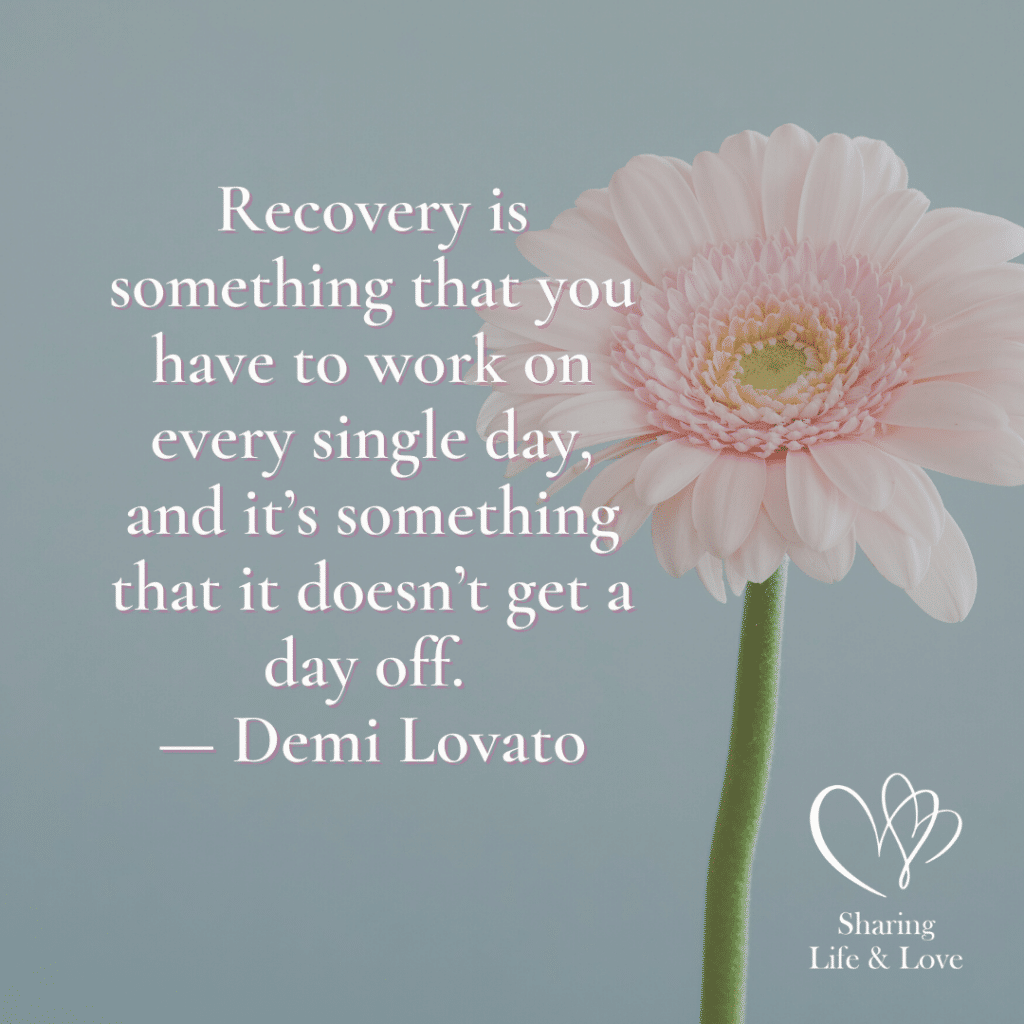 Recovery is
something that you
have to work on
every single day,
and it’s something
that it doesn’t get a
day off.
— Demi Lovato
Sharing
Life & Love